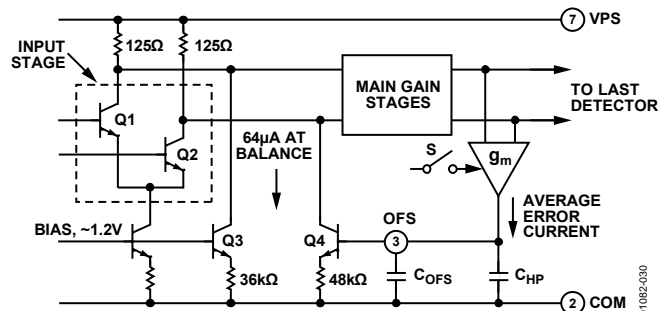 7 VPS
125Ω 125Ω
INPUT
STAGE
MAIN GAIN
STAGES
TO LAST
DETECTOR
Q1
Q2
64µA AT
BALANCE
S
gm
AVERAGE
ERROR
CURRENT
BIAS, ~1.2V
Q3
Q4
OFS
3
36kΩ
48kΩ
COFS
CHP
2 COM
01082-030